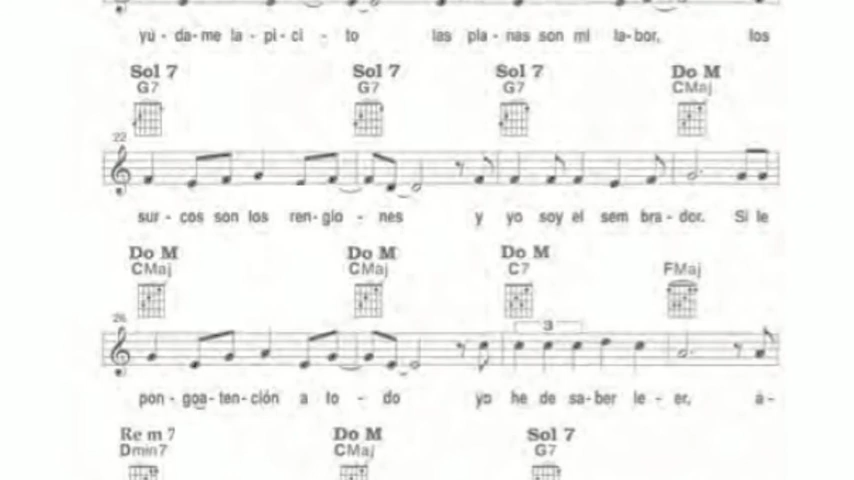 yú - da-me la - pi - ci - to las pla - nas son mi la-bor, los
Sol 7 Sol 7 Sol 7 Do M
G7 G7 G7 CMaj
22
sur - cos son los ren-glo - nes y yo soy el sem bra - dor. Si le
Do M Do M Do M
CMaj CMaj C7 FMaj
26
3
pon - goa-ten-ción a to - do yo he de sa-ber le - er, a-
Re m 7 Do M Sol 7
Dmin7 CMaj G7